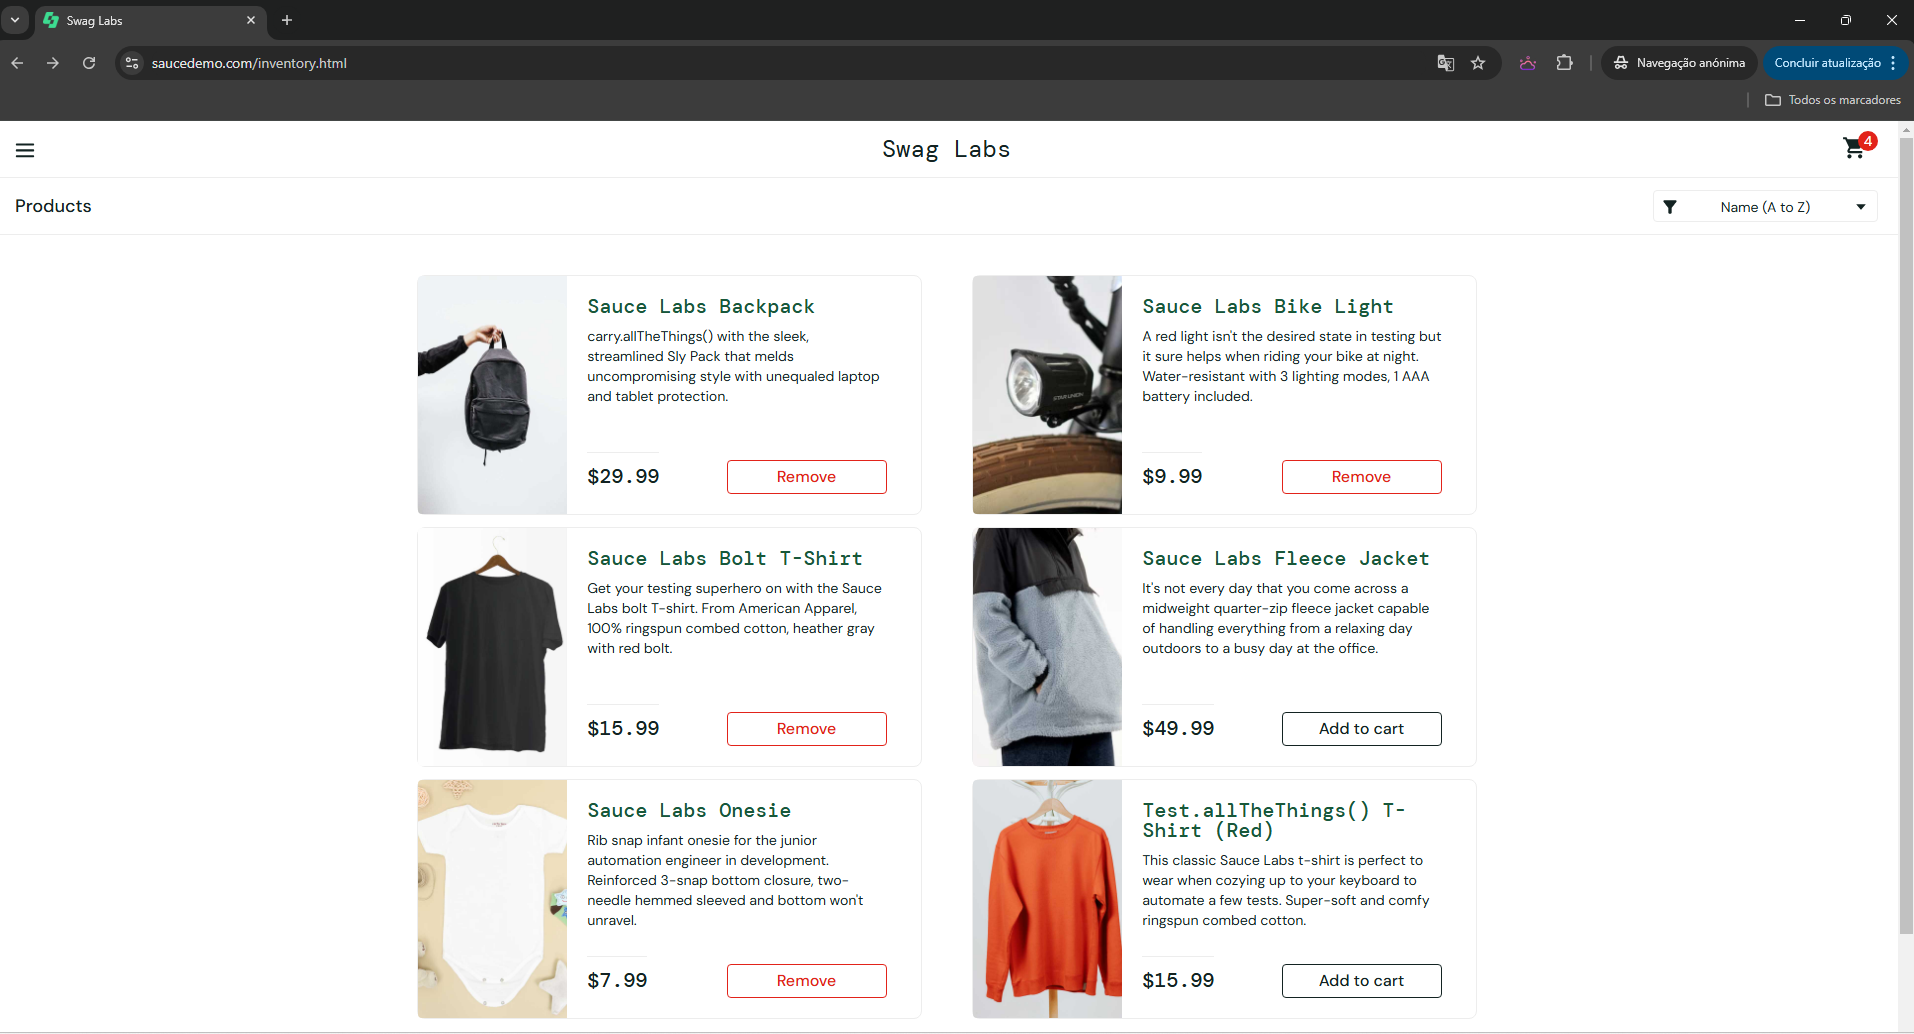 Swag Labs
saucedemo.com/inventory.html
Navegação anónima
Concluir atualização
Todos os marcadores
Swag Labs
4
Products
Name (A to Z)
Sauce Labs Backpack
carry.allTheThings() with the sleek,
streamlined Sly Pack that melds
uncompromising style with unequaled laptop
and tablet protection.
$29.99
Remove
Sauce Labs Bike Light
A red light isn't the desired state in testing but
it sure helps when riding your bike at night.
Water-resistant with 3 lighting modes, 1 AAA
battery included.
STAR UNION
$9.99
Remove
Sauce Labs Bolt T-Shirt
Get your testing superhero on with the Sauce
Labs bolt T-shirt. From American Apparel,
100% ringspun combed cotton, heather gray
with red bolt.
$15.99
Remove
Sauce Labs Fleece Jacket
It's not every day that you come across a
midweight quarter-zip fleece jacket capable
of handling everything from a relaxing day
outdoors to a busy day at the office.
$49.99
Add to cart
Sauce Labs Onesie
Rib snap infant onesie for the junior
automation engineer in development.
Reinforced 3-snap bottom closure, two-
needle hemmed sleeved and bottom won't
unravel.
$7.99
Remove
Test.allTheThings() T-
Shirt (Red)
This classic Sauce Labs t-shirt is perfect to
wear when cozying up to your keyboard to
automate a few tests. Super-soft and comfy
ringspun combed cotton.
$15.99
Add to cart